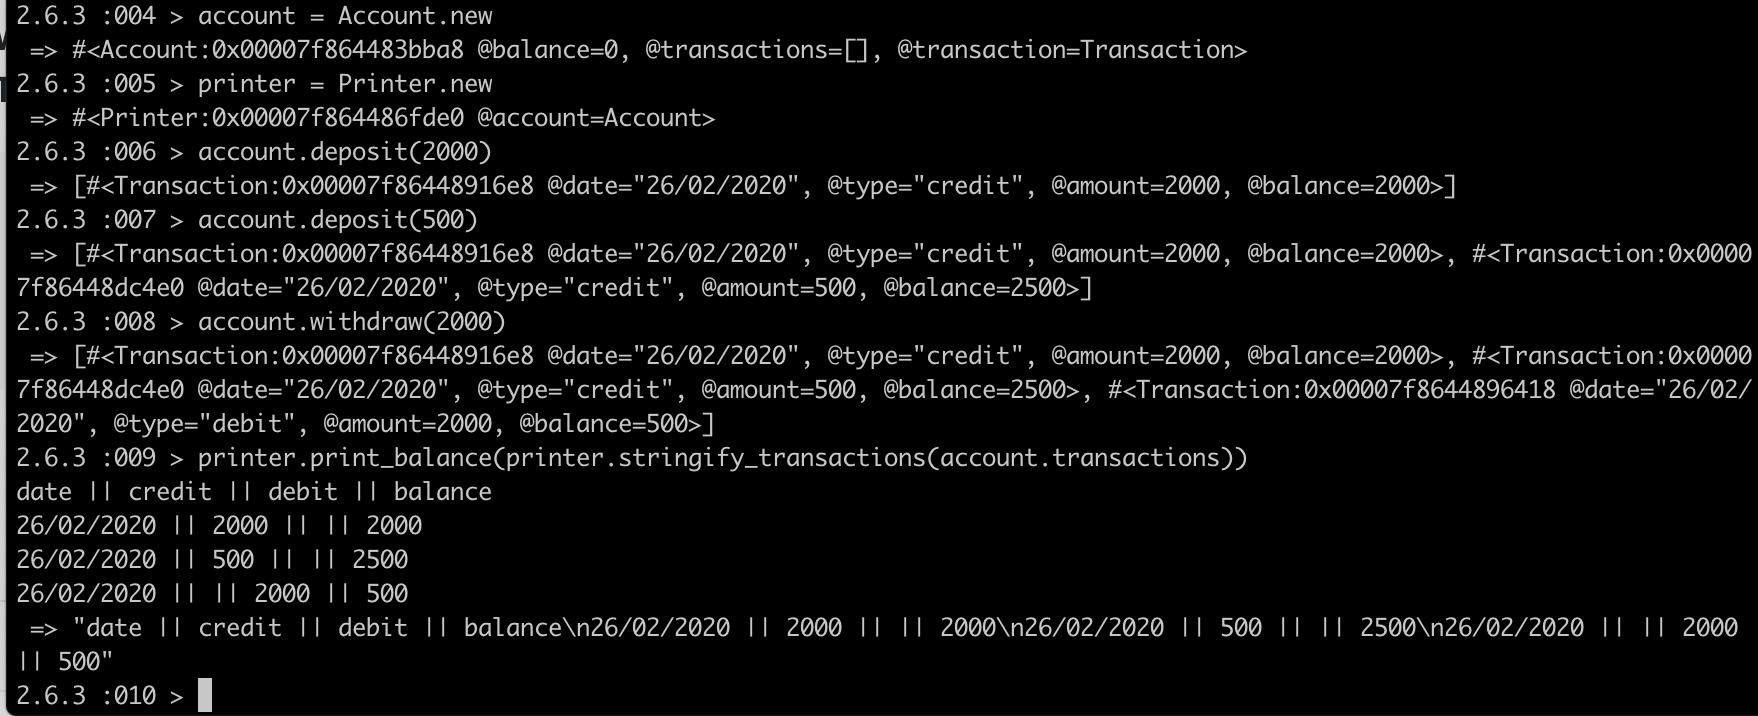 2.6.3 :004 > account = Account.new
 => #<Account:0x00007f864483bba8 @balance=0, @transactions=[], @transaction=Transaction>
2.6.3 :005 > printer = Printer.new
 => #<Printer:0x00007f864486fde0 @account=Account>
2.6.3 :006 > account.deposit(2000)
 => [#<Transaction:0x00007f86448916e8 @date="26/02/2020", @type="credit", @amount=2000, @balance=2000>]
2.6.3 :007 > account.deposit(500)
 => [#<Transaction:0x00007f86448916e8 @date="26/02/2020", @type="credit", @amount=2000, @balance=2000>, #<Transaction:0x0000
7f86448dc4e0 @date="26/02/2020", @type="credit", @amount=500, @balance=2500>]
2.6.3 :008 > account.withdraw(2000)
 => [#<Transaction:0x00007f86448916e8 @date="26/02/2020", @type="credit", @amount=2000, @balance=2000>, #<Transaction:0x0000
7f86448dc4e0 @date="26/02/2020", @type="credit", @amount=500, @balance=2500>, #<Transaction:0x00007f8644896418 @date="26/02/
2020", @type="debit", @amount=2000, @balance=500>]
2.6.3 :009 > printer.print_balance(printer.stringify_transactions(account.transactions))
date || credit || debit || balance
26/02/2020 || 2000 || || 2000
26/02/2020 || 500 || || 2500
26/02/2020 || || 2000 || 500
 => "date || credit || debit || balance\n26/02/2020 || 2000 || || 2000\n26/02/2020 || 500 || || 2500\n26/02/2020 || || 2000
|| 500"
2.6.3 :010 >